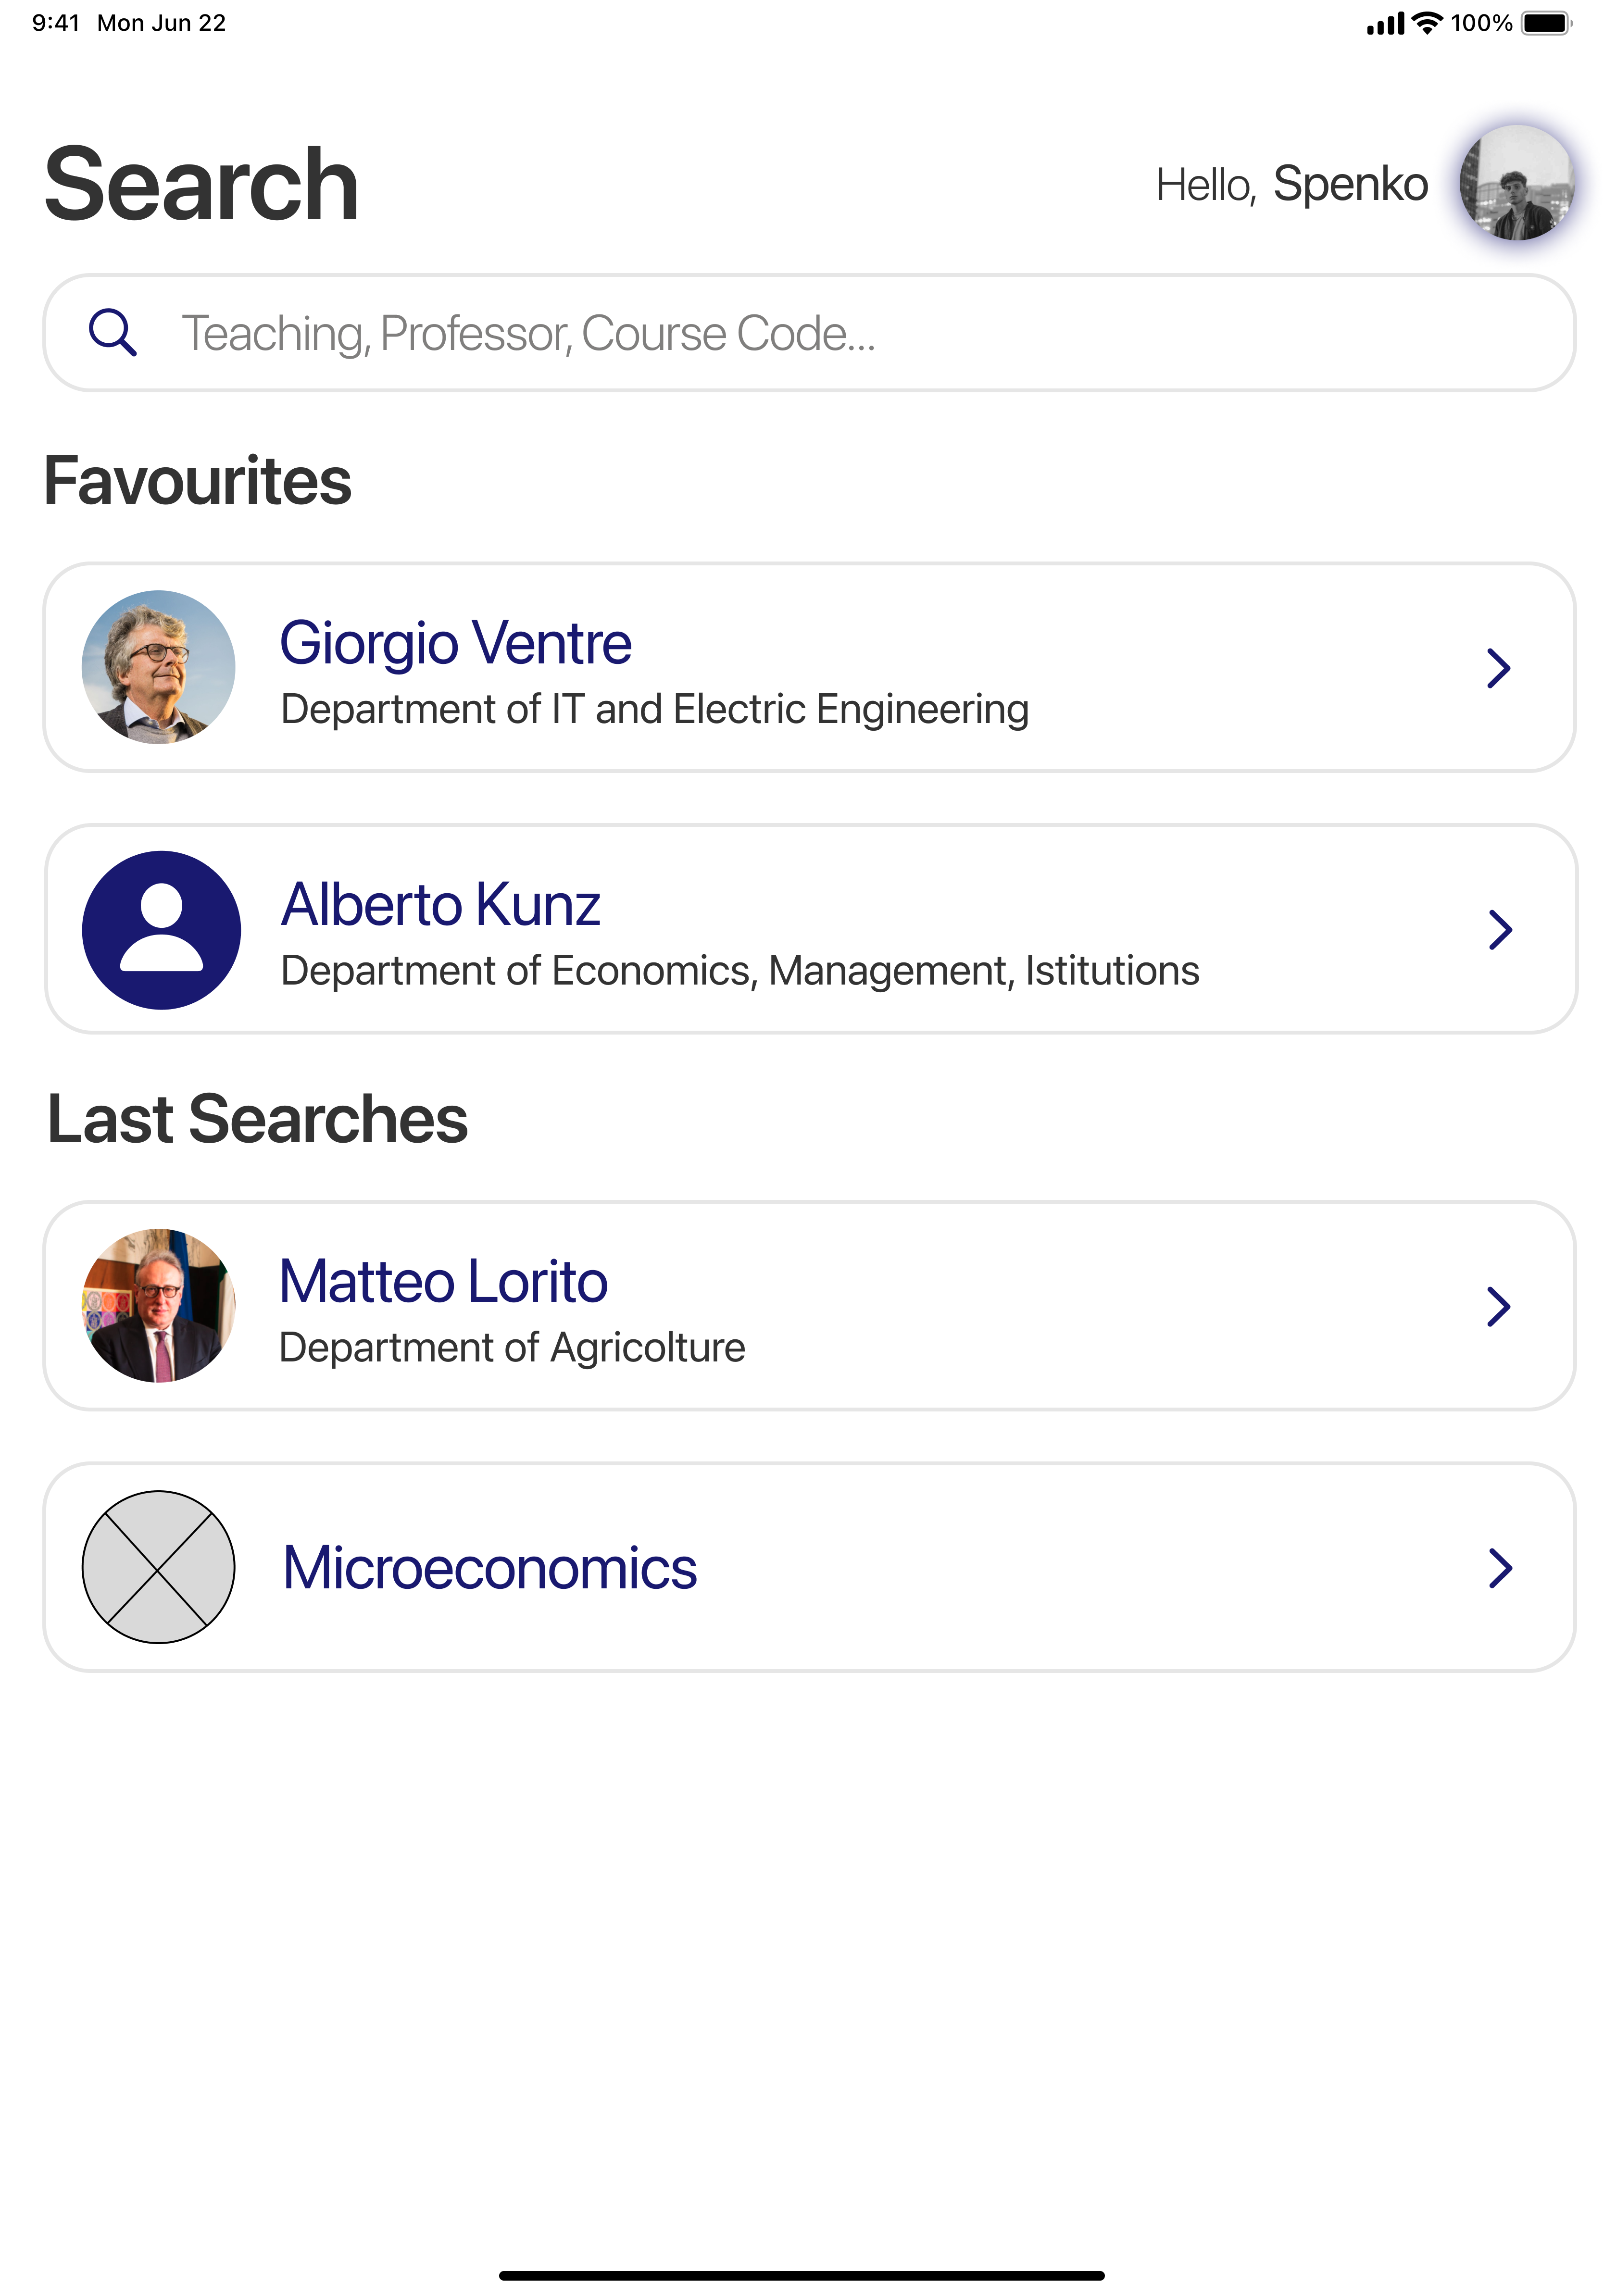 9:41 Mon Jun 22
100%
Search
Hello, Spenko
Teaching, Professor, Course Code...
Favourites
Giorgio Ventre
Department of IT and Electric Engineering
Alberto Kunz
Department of Economics, Management, Istitutions
Last Searches
Matteo Lorito
Department of Agricolture
Microeconomics